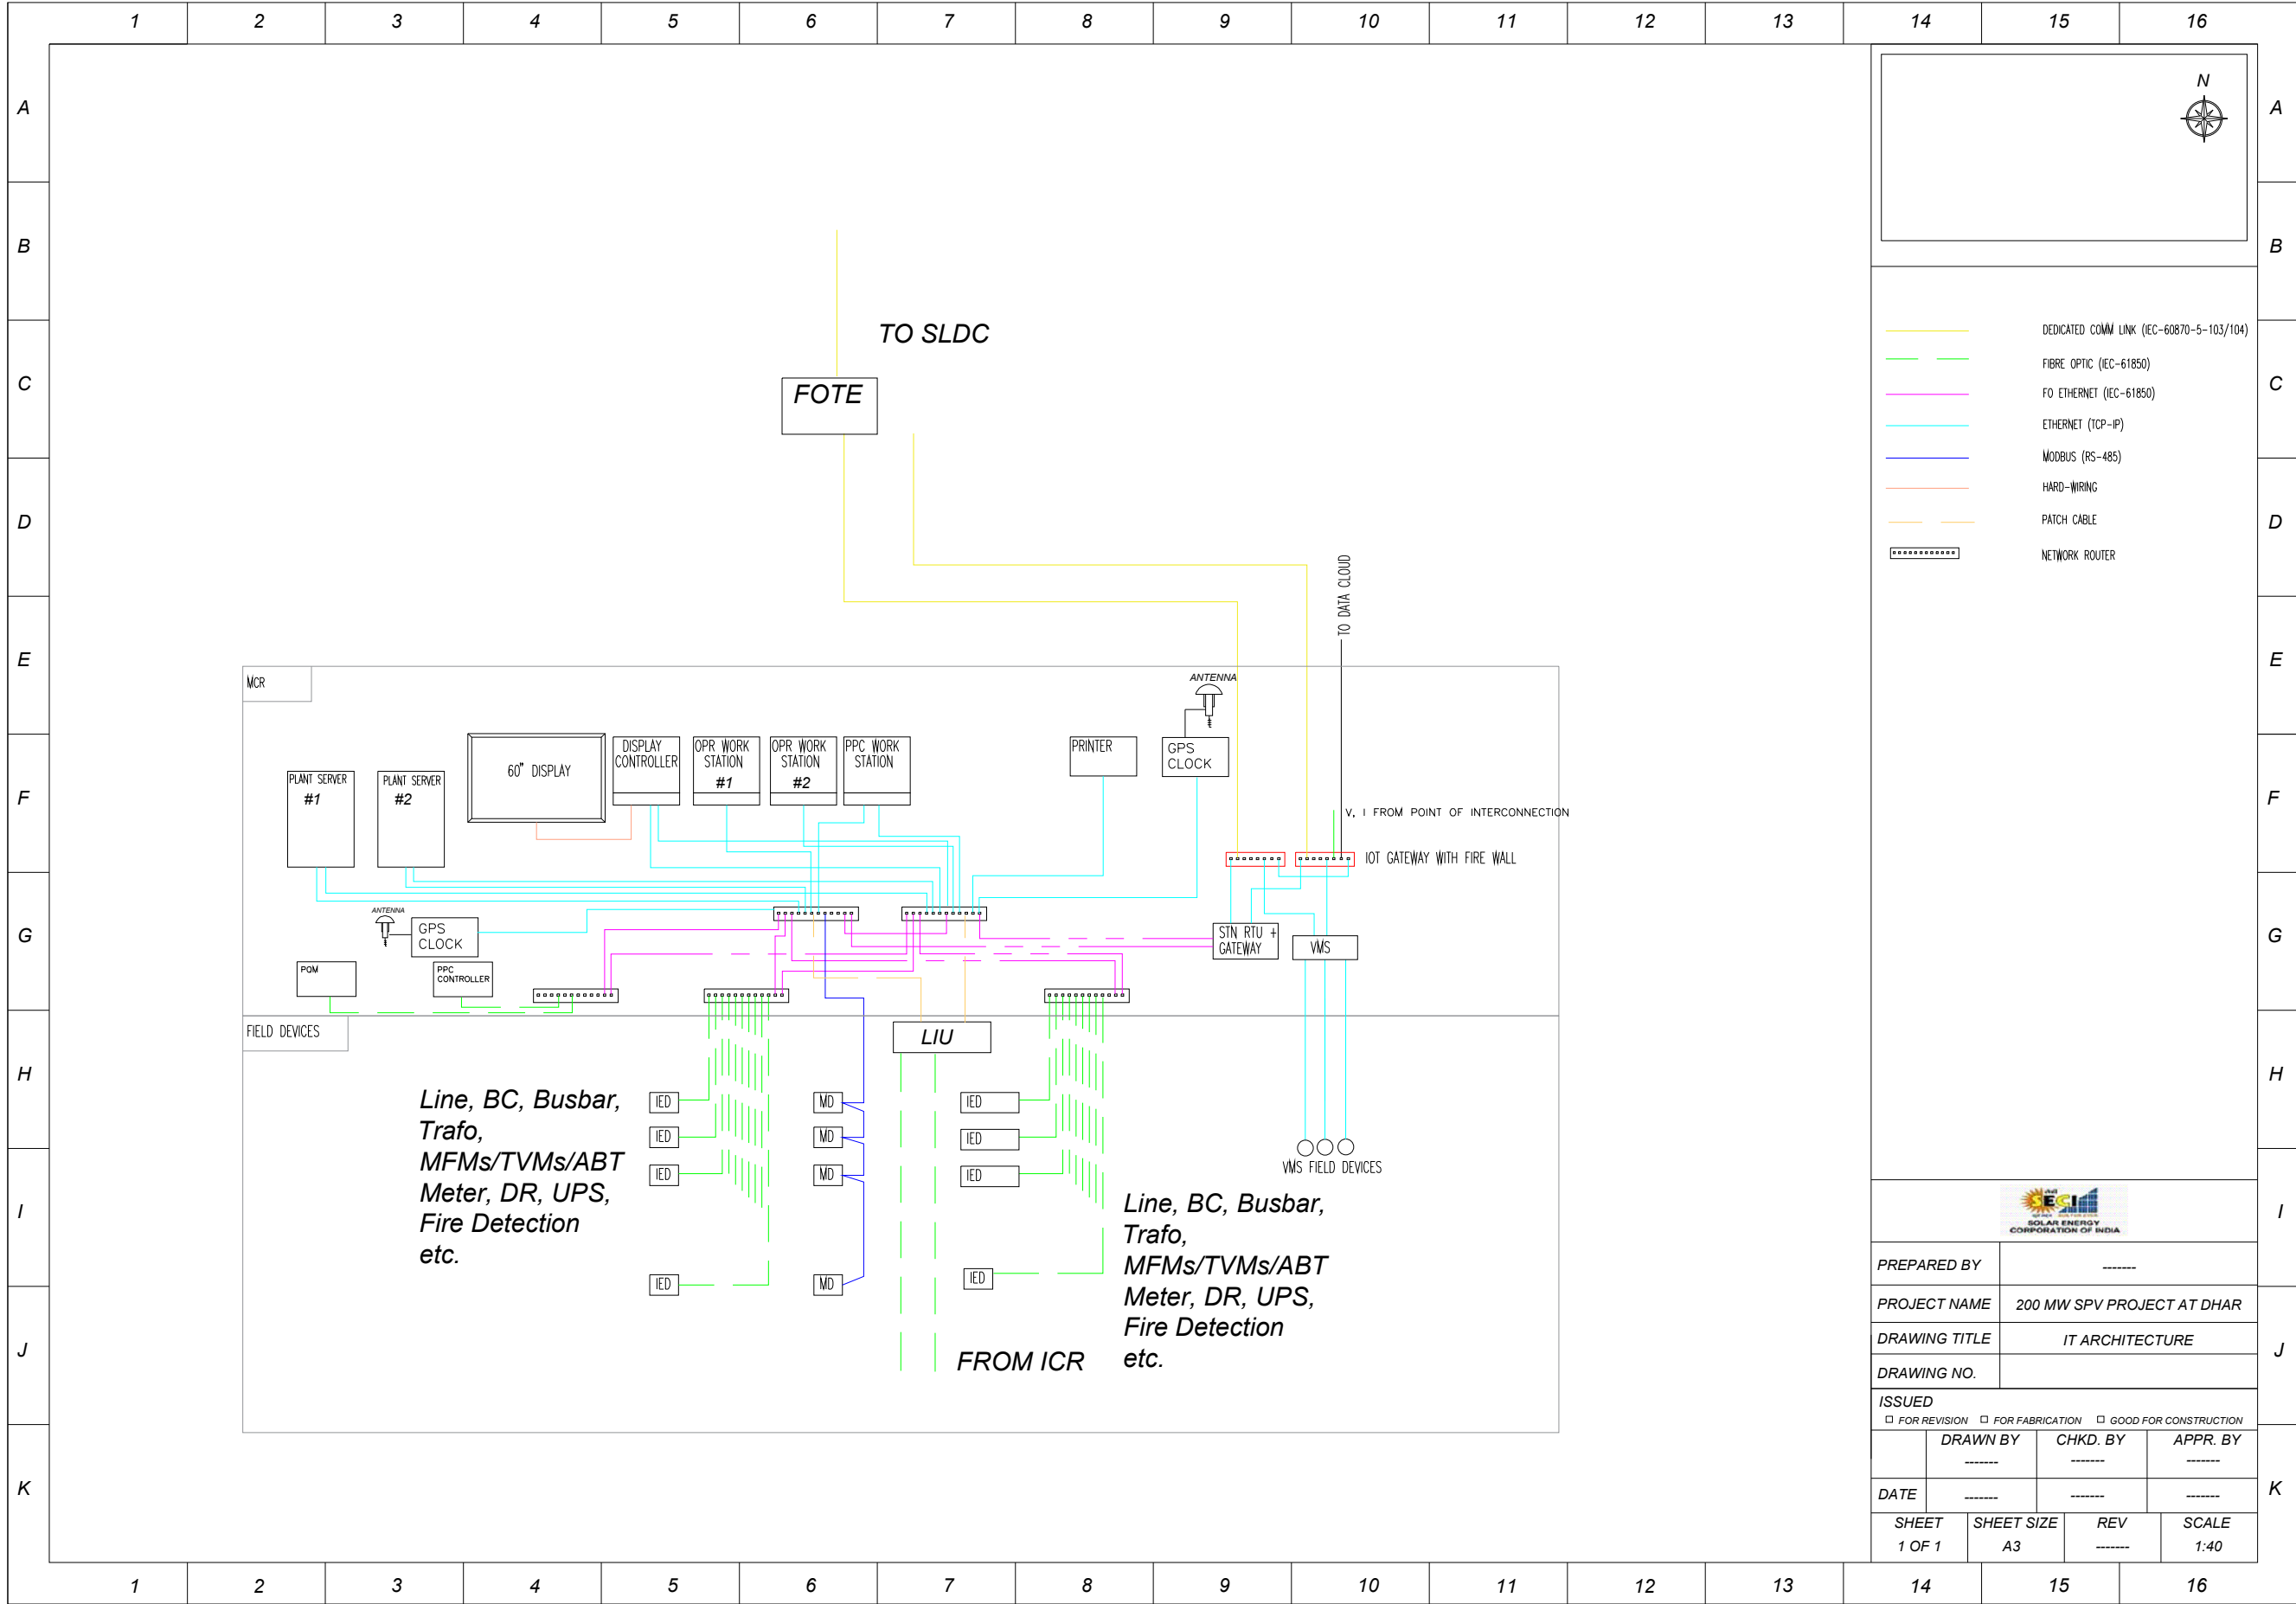 1 2 3 4 5 6 7 8 9 10 11 12 13 14 15 16
A A
B B
C C
D D
E E
F F
G G
H H
I I
J J
K K
N
TO SLDC
FOTE
DEDICATED COMM LINK (IEC-60870-5-103/104)
FIBRE OPTIC (IEC-61850)
FO ETHERNET (IEC-61850)
ETHERNET (TCP-IP)
MODBUS (RS-485)
HARD-WIRING
PATCH CABLE
NETWORK ROUTER
TO DATA CLOUD
MCR
ANTENNA
PLANT SERVER
#1
PLANT SERVER
#2
60" DISPLAY
DISPLAY
CONTROLLER
OPR WORK
STATION
#1
OPR WORK
STATION
#2
PPC WORK
STATION
PRINTER
GPS
CLOCK
V, I FROM POINT OF INTERCONNECTION
IOT GATEWAY WITH FIRE WALL
ANTENNA
GPS
CLOCK
STN RTU +
GATEWAY
VMS
PQM
PPC
CONTROLLER
FIELD DEVICES
LIU
Line, BC, Busbar,
Trafo,
MFMs/TVMs/ABT
Meter, DR, UPS,
Fire Detection
etc.
IED
IED
IED
IED
MD
MD
MD
MD
IED
IED
IED
IED
VMS FIELD DEVICES
Line, BC, Busbar,
Trafo,
MFMs/TVMs/ABT
Meter, DR, UPS,
Fire Detection
etc.
FROM ICR
SECI
SOLAR ENERGY
CORPORATION OF INDIA
PREPARED BY -------
PROJECT NAME 200 MW SPV PROJECT AT DHAR
DRAWING TITLE IT ARCHITECTURE
DRAWING NO.
ISSUED
FOR REVISION FOR FABRICATION GOOD FOR CONSTRUCTION
DRAWN BY CHKD. BY APPR. BY
------- ------- -------
DATE ------- ------- -------
SHEET SHEET SIZE REV SCALE
1 OF 1 A3 ------- 1:40
1 2 3 4 5 6 7 8 9 10 11 12 13 14 15 16